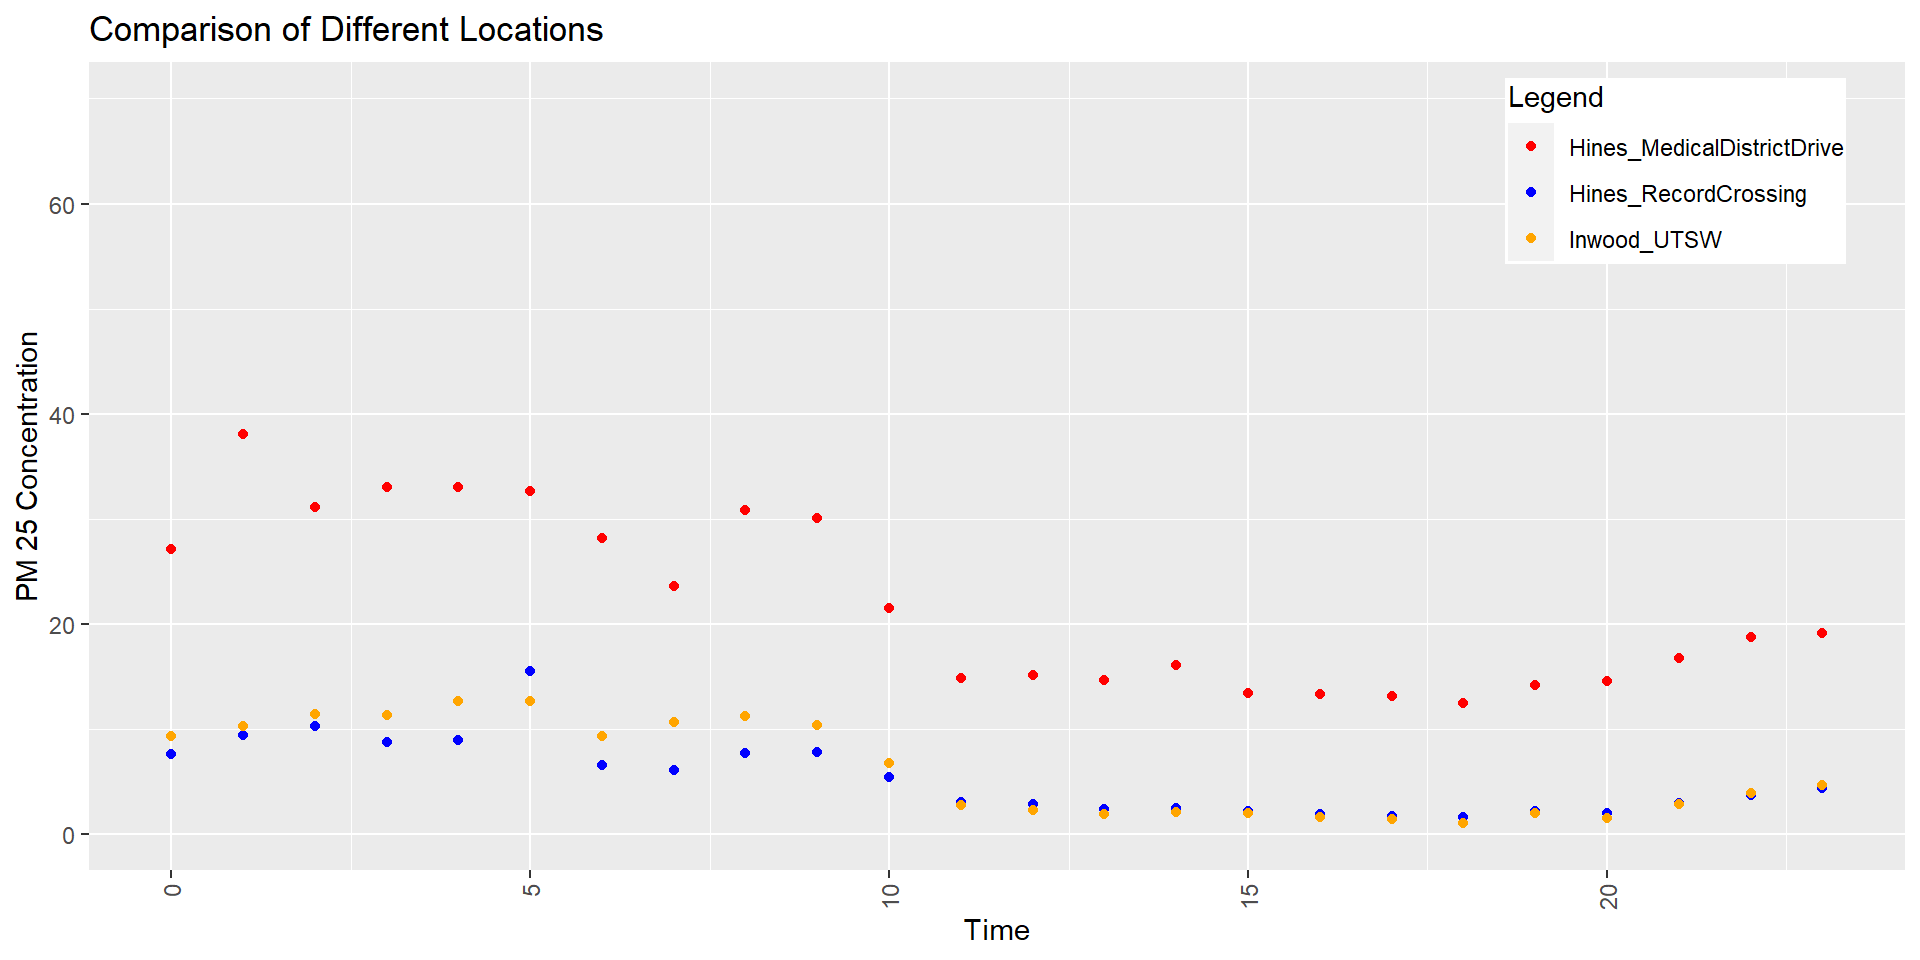 Comparison of Different Locations
Legend
Hines_MedicalDistrictDrive
Hines_RecordCrossing
Inwood_UTSW
PM 25 Concentration
60
40
20
0
0
5
10
15
20
Time